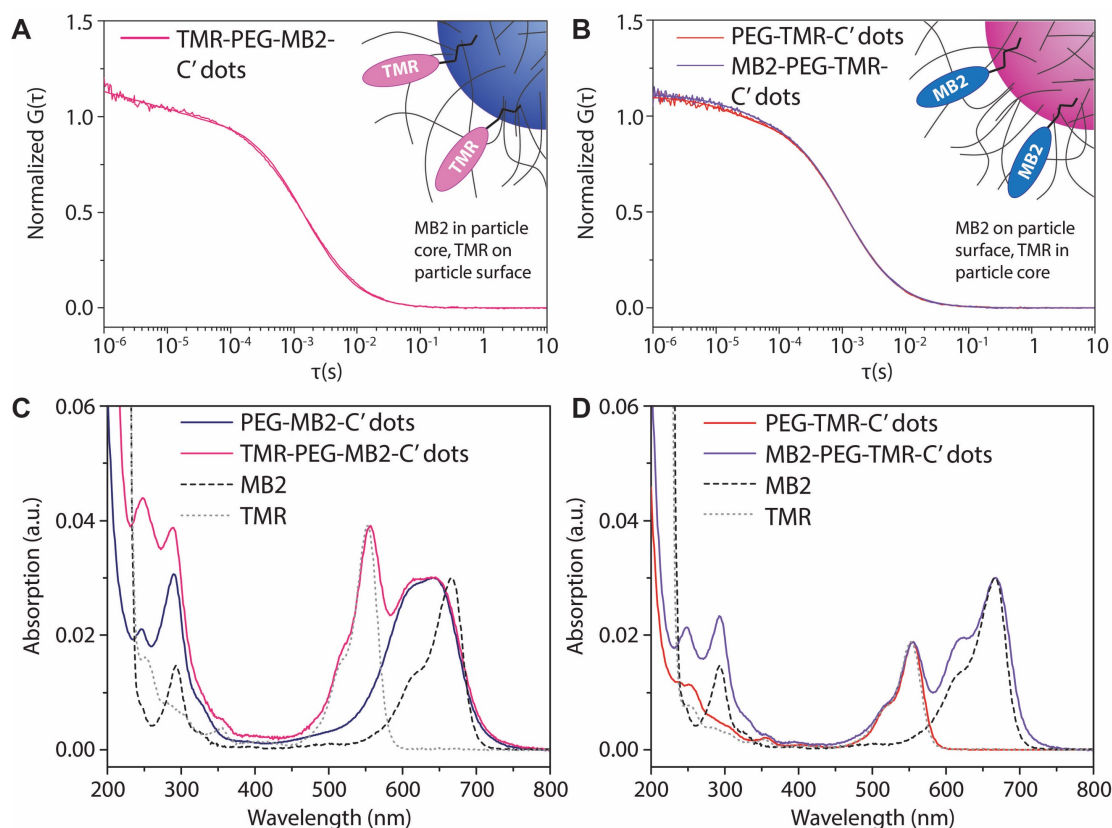 A
TMR-PEG-MB2-
C′ dots
TMR
TMR
MB2 in particle
core, TMR on
particle surface
Normalized G(τ)
1.5
1.0
0.5
0.0
10⁻⁶ 10⁻⁵ 10⁻⁴ 10⁻³ 10⁻² 10⁻¹ 1 10
τ(s)
B
PEG-TMR-C′ dots
MB2-PEG-TMR-
C′ dots
MB2
MB2
MB2 on particle
surface, TMR in
particle core
Normalized G(τ)
1.5
1.0
0.5
0.0
10⁻⁶ 10⁻⁵ 10⁻⁴ 10⁻³ 10⁻² 10⁻¹ 1 10
τ(s)
C
PEG-MB2-C′ dots
TMR-PEG-MB2-C′ dots
MB2
TMR
Absorption (a.u.)
0.06
0.04
0.02
0.00
200 300 400 500 600 700 800
Wavelength (nm)
D
PEG-TMR-C′ dots
MB2-PEG-TMR-C′ dots
MB2
TMR
Absorption (a.u.)
0.06
0.04
0.02
0.00
200 300 400 500 600 700 800
Wavelength (nm)